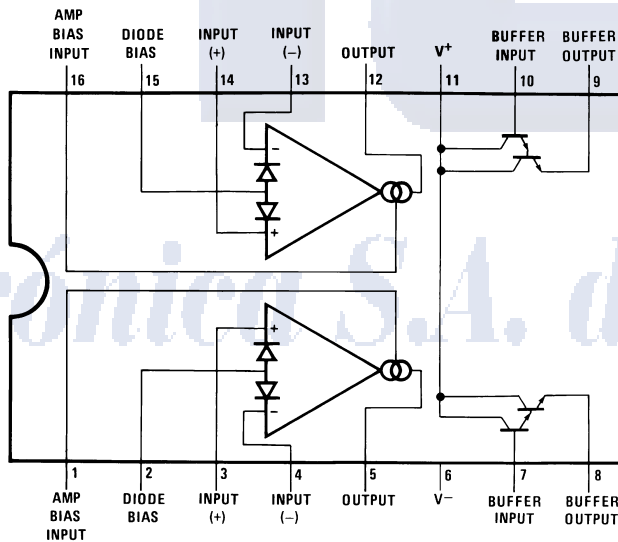 AMP BIAS INPUT
DIODE BIAS
INPUT (+)
INPUT (−)
OUTPUT
V+
BUFFER INPUT
BUFFER OUTPUT
16 15 14 13 12 11 10 9
−
+
+
−
rónica S.A. d
1 2 3 4 5 6 7 8
AMP BIAS INPUT
DIODE BIAS
INPUT (+)
INPUT (−)
OUTPUT
V−
BUFFER INPUT
BUFFER OUTPUT